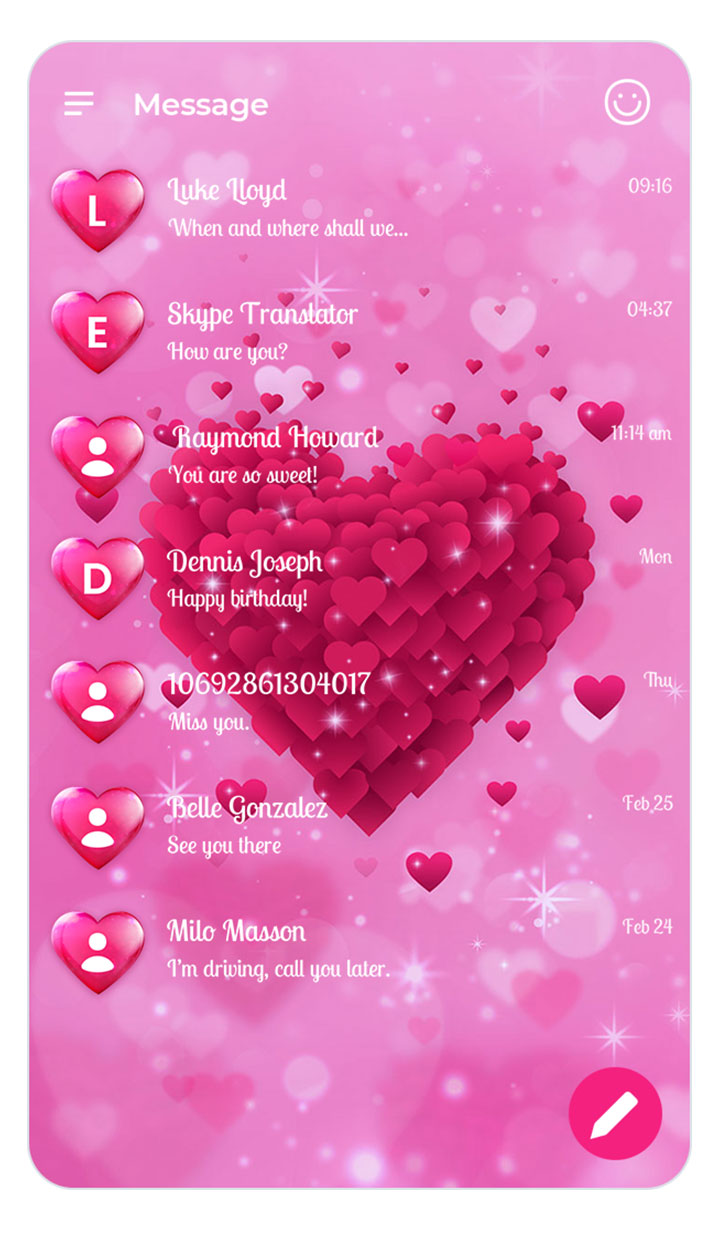 Message
L
Luke Lloyd
09:16
When and where shall we...
E
Skype Translator
04:37
How are you?
Raymond Howard
11:14 am
You are so sweet!
D
Dennis Joseph
Mon
Happy birthday!
10692861304017
Thu
Miss you.
Belle Gonzalez
Feb 25
See you there
Milo Masson
Feb 24
I'm driving, call you later.